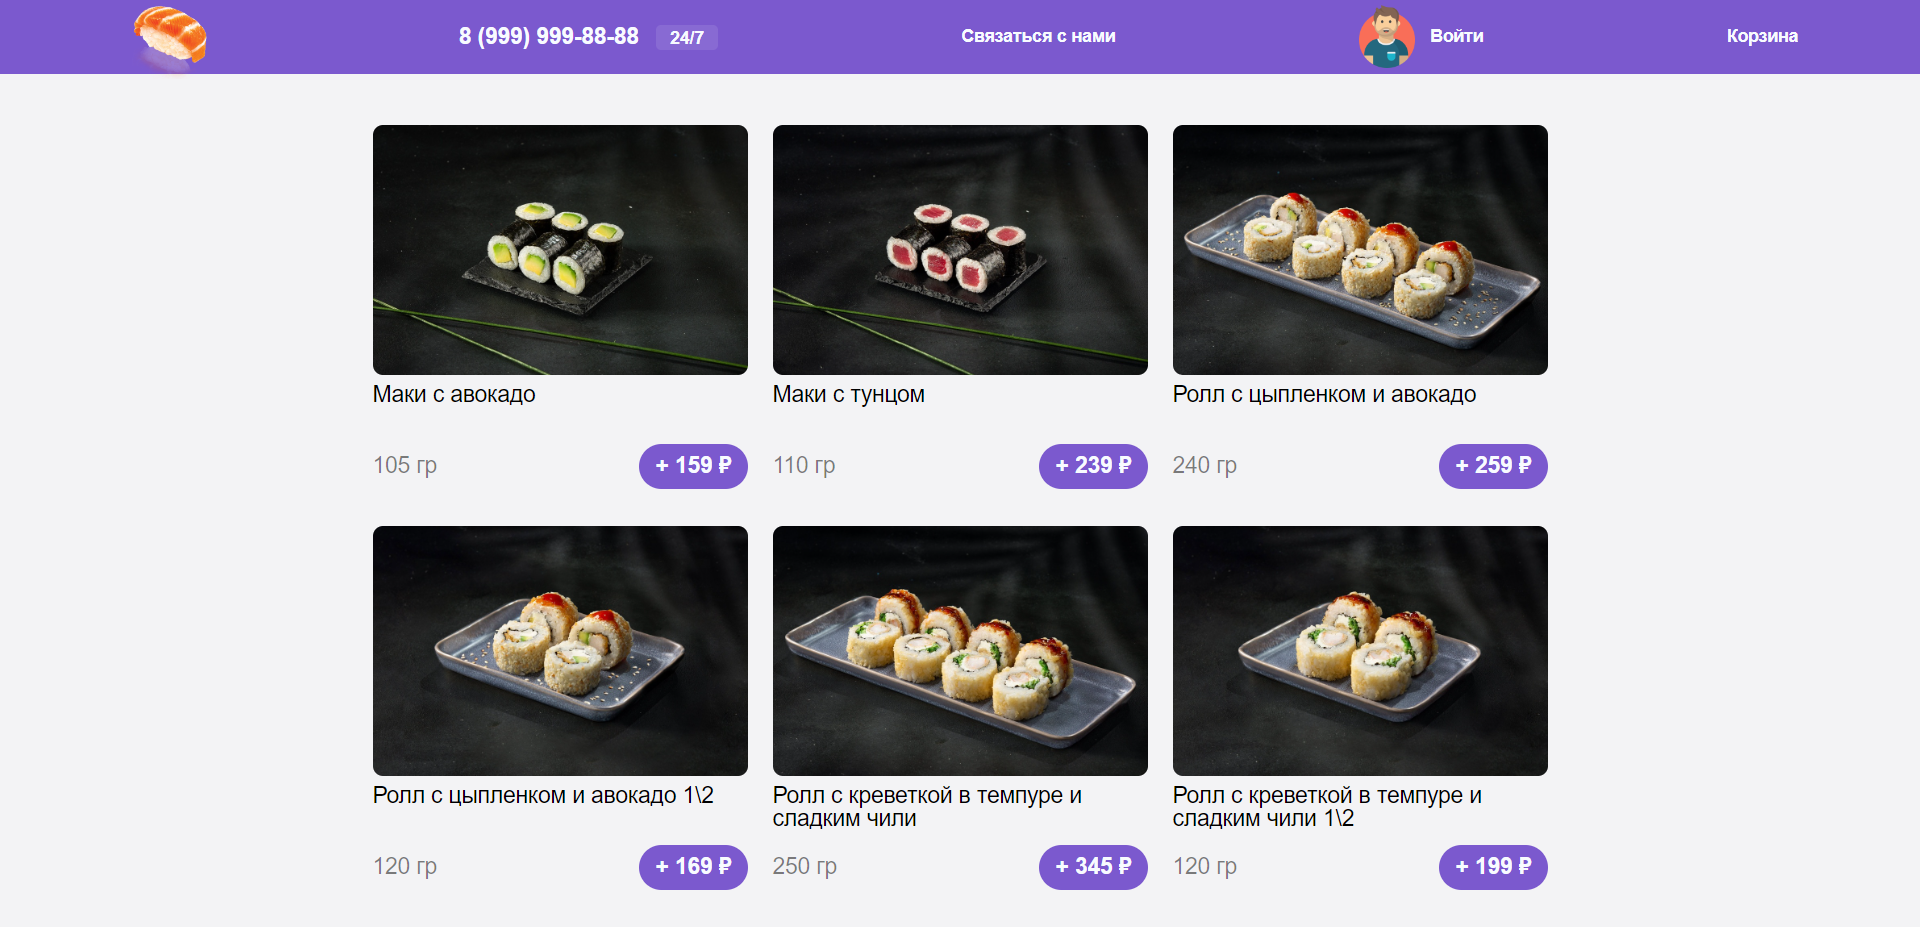 8 (999) 999-88-88 24/7 Связаться с нами Войти Корзина
Маки с авокадо
105 гр + 159 ₽
Маки с тунцом
110 гр + 239 ₽
Ролл с цыпленком и авокадо
240 гр + 259 ₽
Ролл с цыпленком и авокадо 1\2
120 гр + 169 ₽
Ролл с креветкой в темпуре и
сладким чили
250 гр + 345 ₽
Ролл с креветкой в темпуре и
сладким чили 1\2
120 гр + 199 ₽